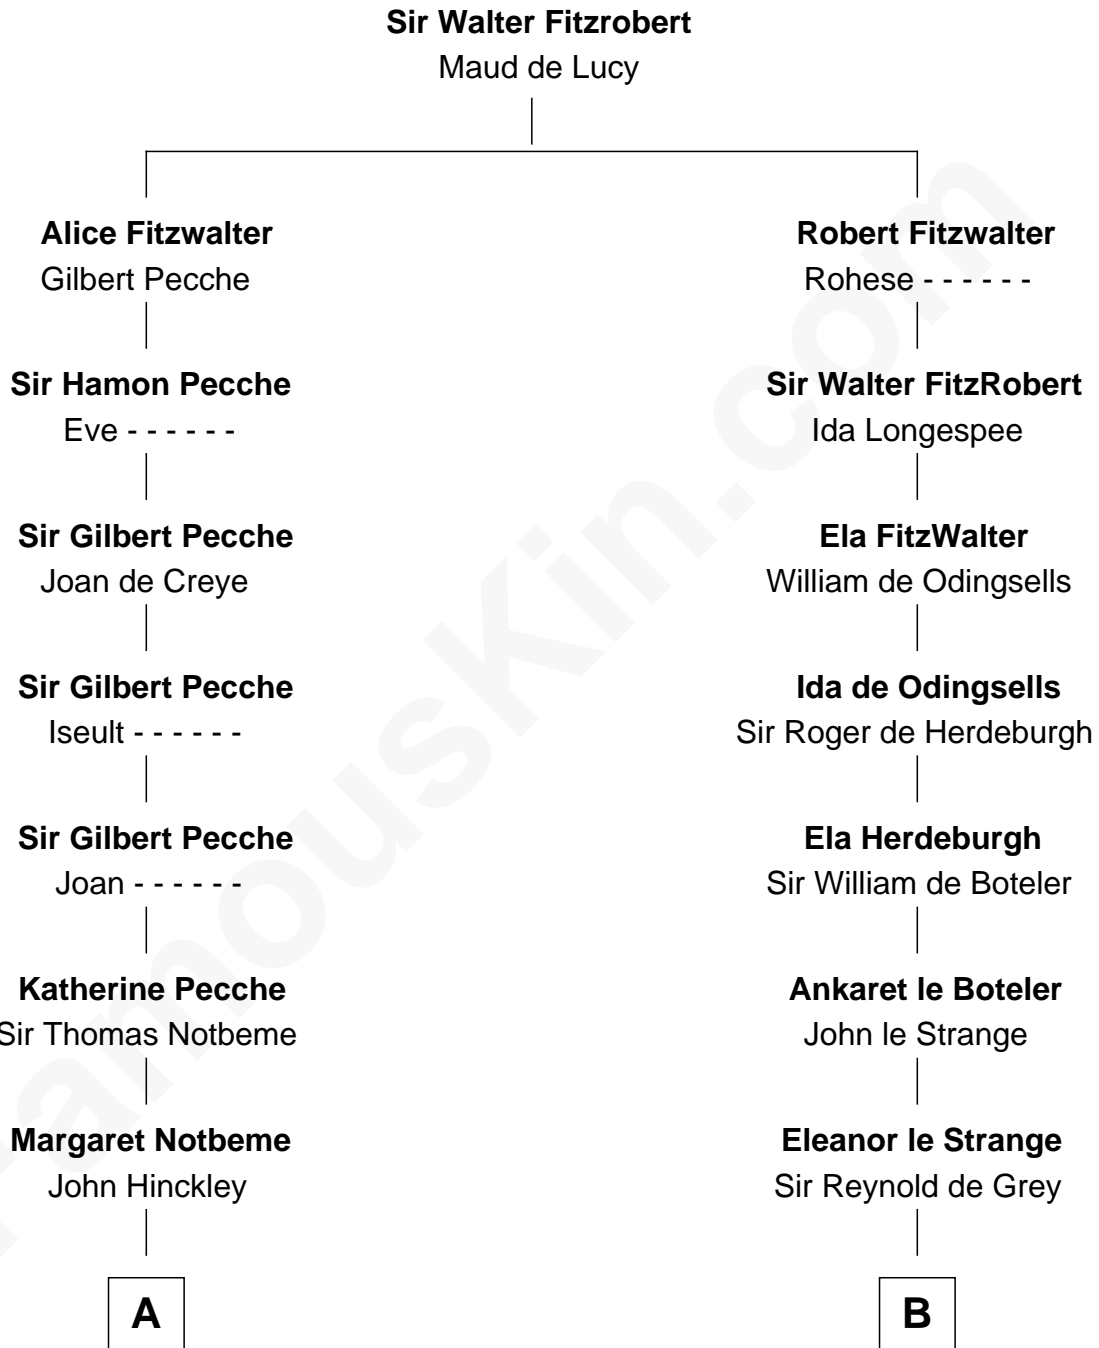 Sir Walter Fitzrobert
Maud de Lucy
Alice Fitzwalter
Gilbert Pecche
Robert Fitzwalter
Rohese - - - - - -
Sir Hamon Pecche
Eve - - - - - -
Sir Walter FitzRobert
Ida Longespee
Sir Gilbert Pecche
Joan de Creye
Ela FitzWalter
William de Odingsells
Sir Gilbert Pecche
Iseult - - - - - -
Ida de Odingsells
Sir Roger de Herdeburgh
Sir Gilbert Pecche
Joan - - - - - -
Ela Herdeburgh
Sir William de Boteler
Katherine Pecche
Sir Thomas Notbeme
Ankaret le Boteler
John le Strange
Margaret Notbeme
John Hinckley
Eleanor le Strange
Sir Reynold de Grey
A
B
FamousKin.com